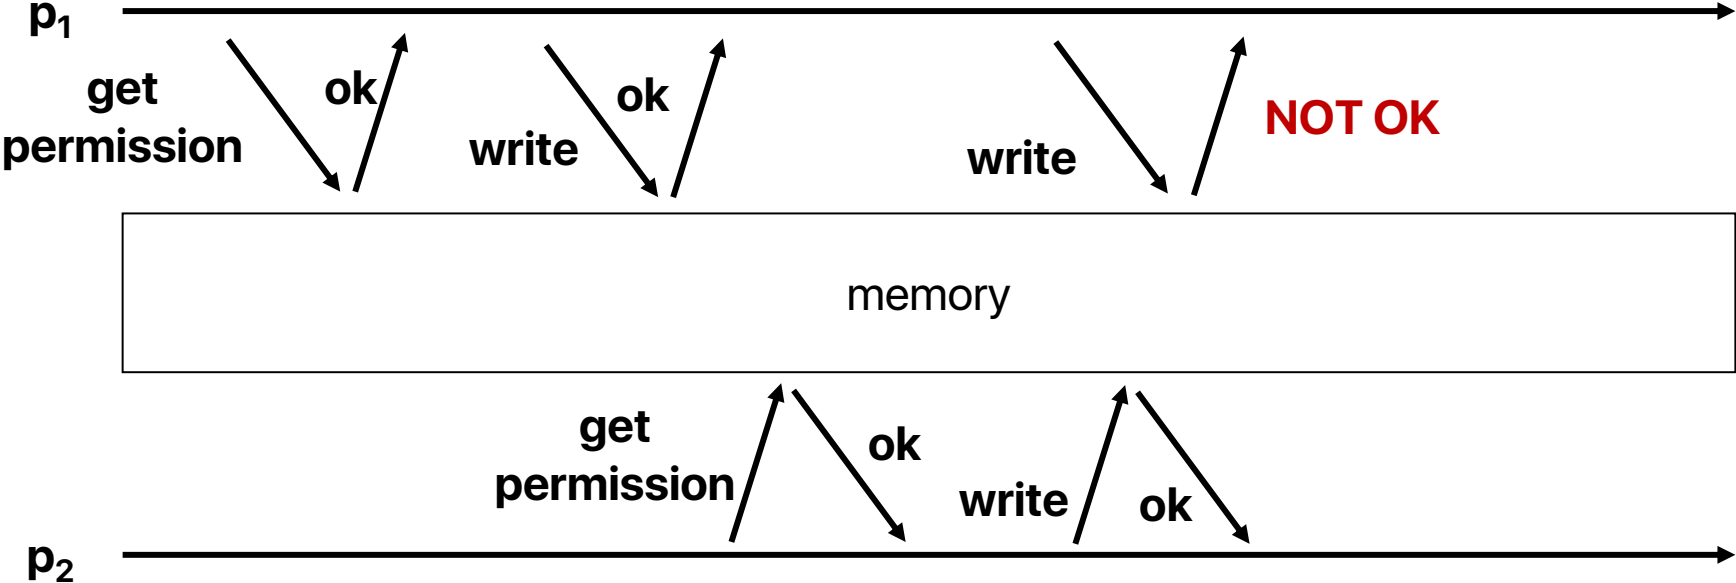 p₁
get
permission
ok
write
ok
write
NOT OK
memory
get
permission
ok
write
ok
p₂